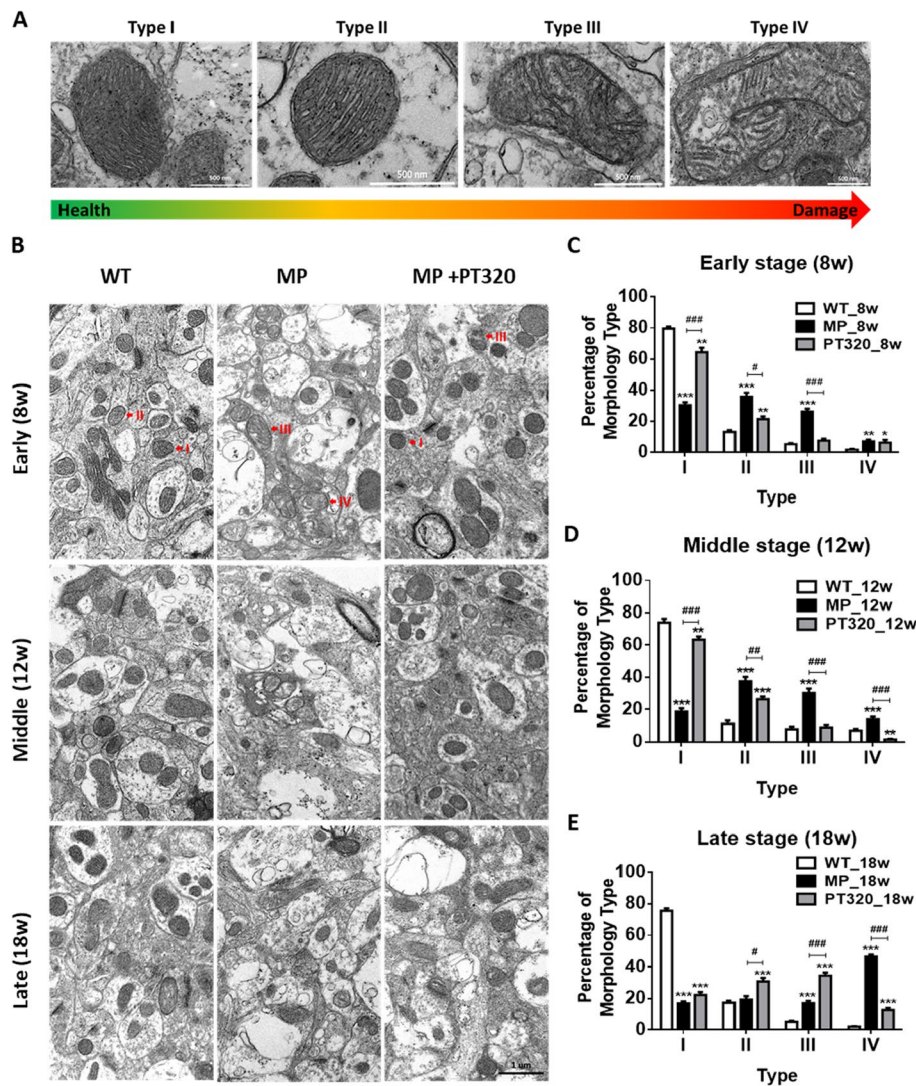 A
Type I
Type II
Type III
Type IV
500 nm
500 nm
500 nm
500 nm
Health
Damage
B
WT
MP
MP +PT320
Early (8w)
II
I
III
IV
III
I
Middle (12w)
Late (18w)
1 um
C
Early stage (8w)
Percentage of
Morphology Type
100
80
60
40
20
0
WT_8w
MP_8w
PT320_8w
***
###
**
***
#
**
***
###
**
*
I
II
III
IV
Type
D
Middle stage (12w)
Percentage of
Morphology Type
100
80
60
40
20
0
WT_12w
MP_12w
PT320_12w
***
###
**
***
##
***
***
###
***
###
**
I
II
III
IV
Type
E
Late stage (18w)
Percentage of
Morphology Type
100
80
60
40
20
0
WT_18w
MP_18w
PT320_18w
***
***
#
***
***
###
***
***
###
***
I
II
III
IV
Type